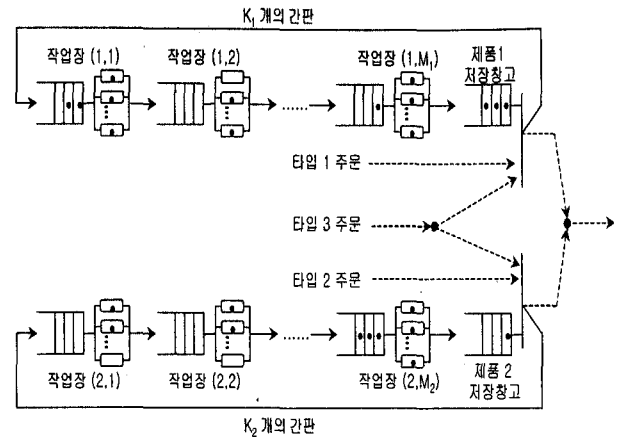 K₁ 개의 간판
작업장 (1,1)
작업장 (1,2)
작업장 (1,M₁)
제품1
저장창고
타입 1 주문
타입 3 주문
타입 2 주문
작업장 (2,1)
작업장 (2,2)
작업장 (2,M₂)
제품 2
저장창고
K₂ 개의 간판